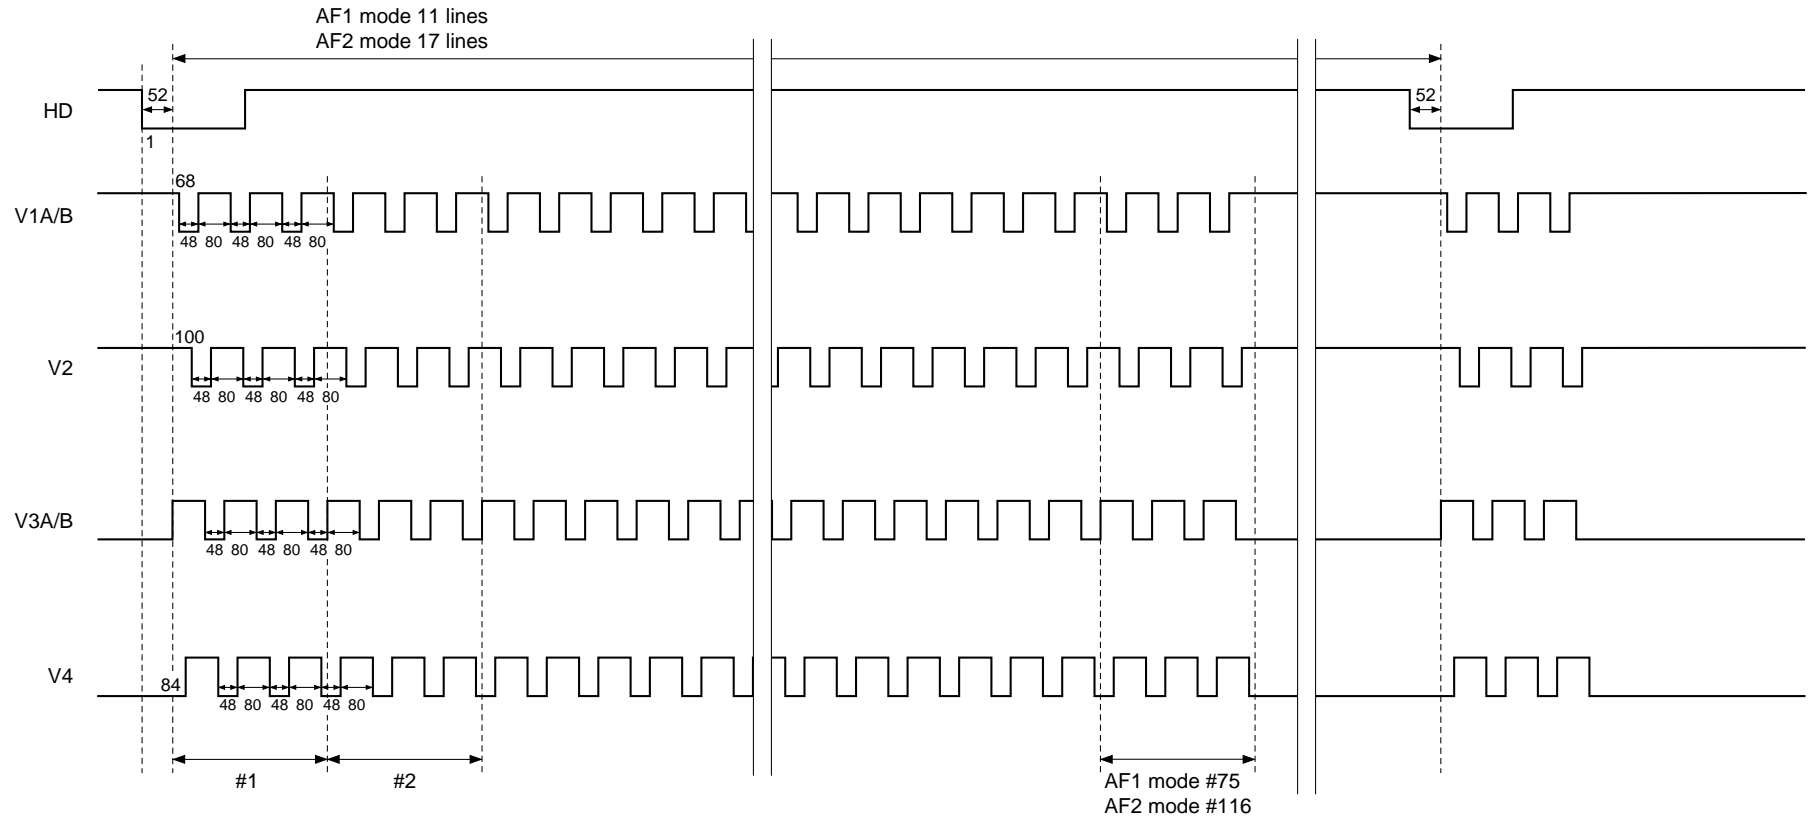 AF1 mode 11 lines
AF2 mode 17 lines
HD
52
52
1
V1A/B
68
48 80 48 80 48 80
V2
100
48 80 48 80 48 80
V3A/B
48 80 48 80 48 80
V4
84
48 80 48 80 48 80
#1
#2
AF1 mode #75
AF2 mode #116